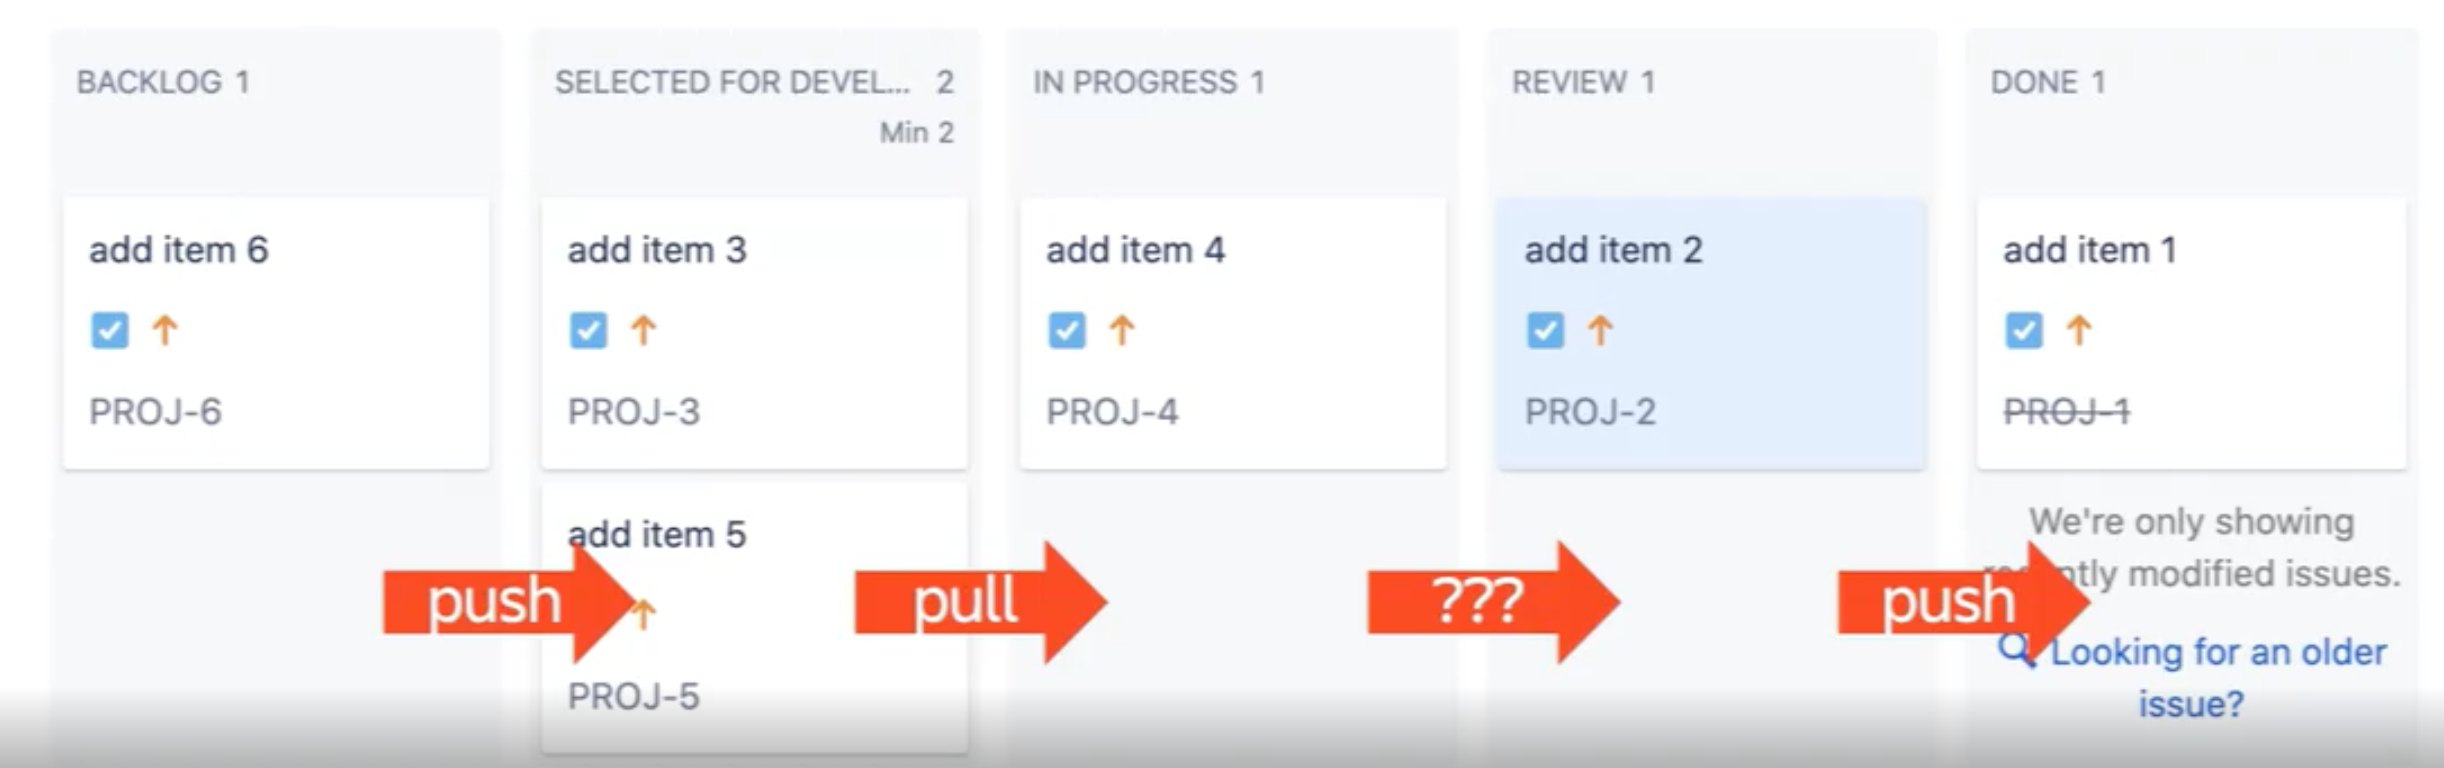 BACKLOG 1
SELECTED FOR DEVEL... 2
Min 2
IN PROGRESS 1
REVIEW 1
DONE 1
add item 6
PROJ-6
add item 3
PROJ-3
add item 5
PROJ-5
add item 4
PROJ-4
add item 2
PROJ-2
add item 1
PROJ-1
We're only showing
modified issues.
Looking for an older
issue?
push
pull
???
push